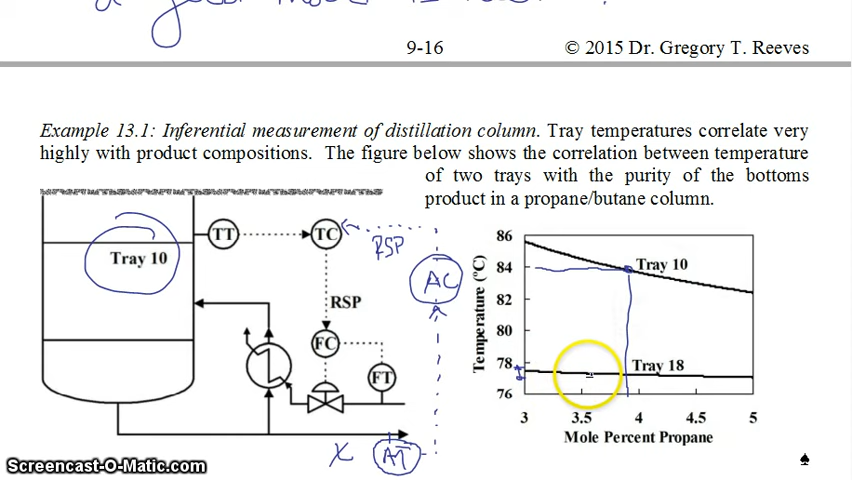 9-16 © 2015 Dr. Gregory T. Reeves
Example 13.1: Inferential measurement of distillation column. Tray temperatures correlate very
highly with product compositions. The figure below shows the correlation between temperature
of two trays with the purity of the bottoms
product in a propane/butane column.
Tray 10
TT
TC
RSP
AC
RSP
FC
FT
X
AT
86
84
82
80
78
76
Temperature (°C)
Tray 10
Tray 18
3 3.5 4 4.5 5
Mole Percent Propane
Screencast-O-Matic.com